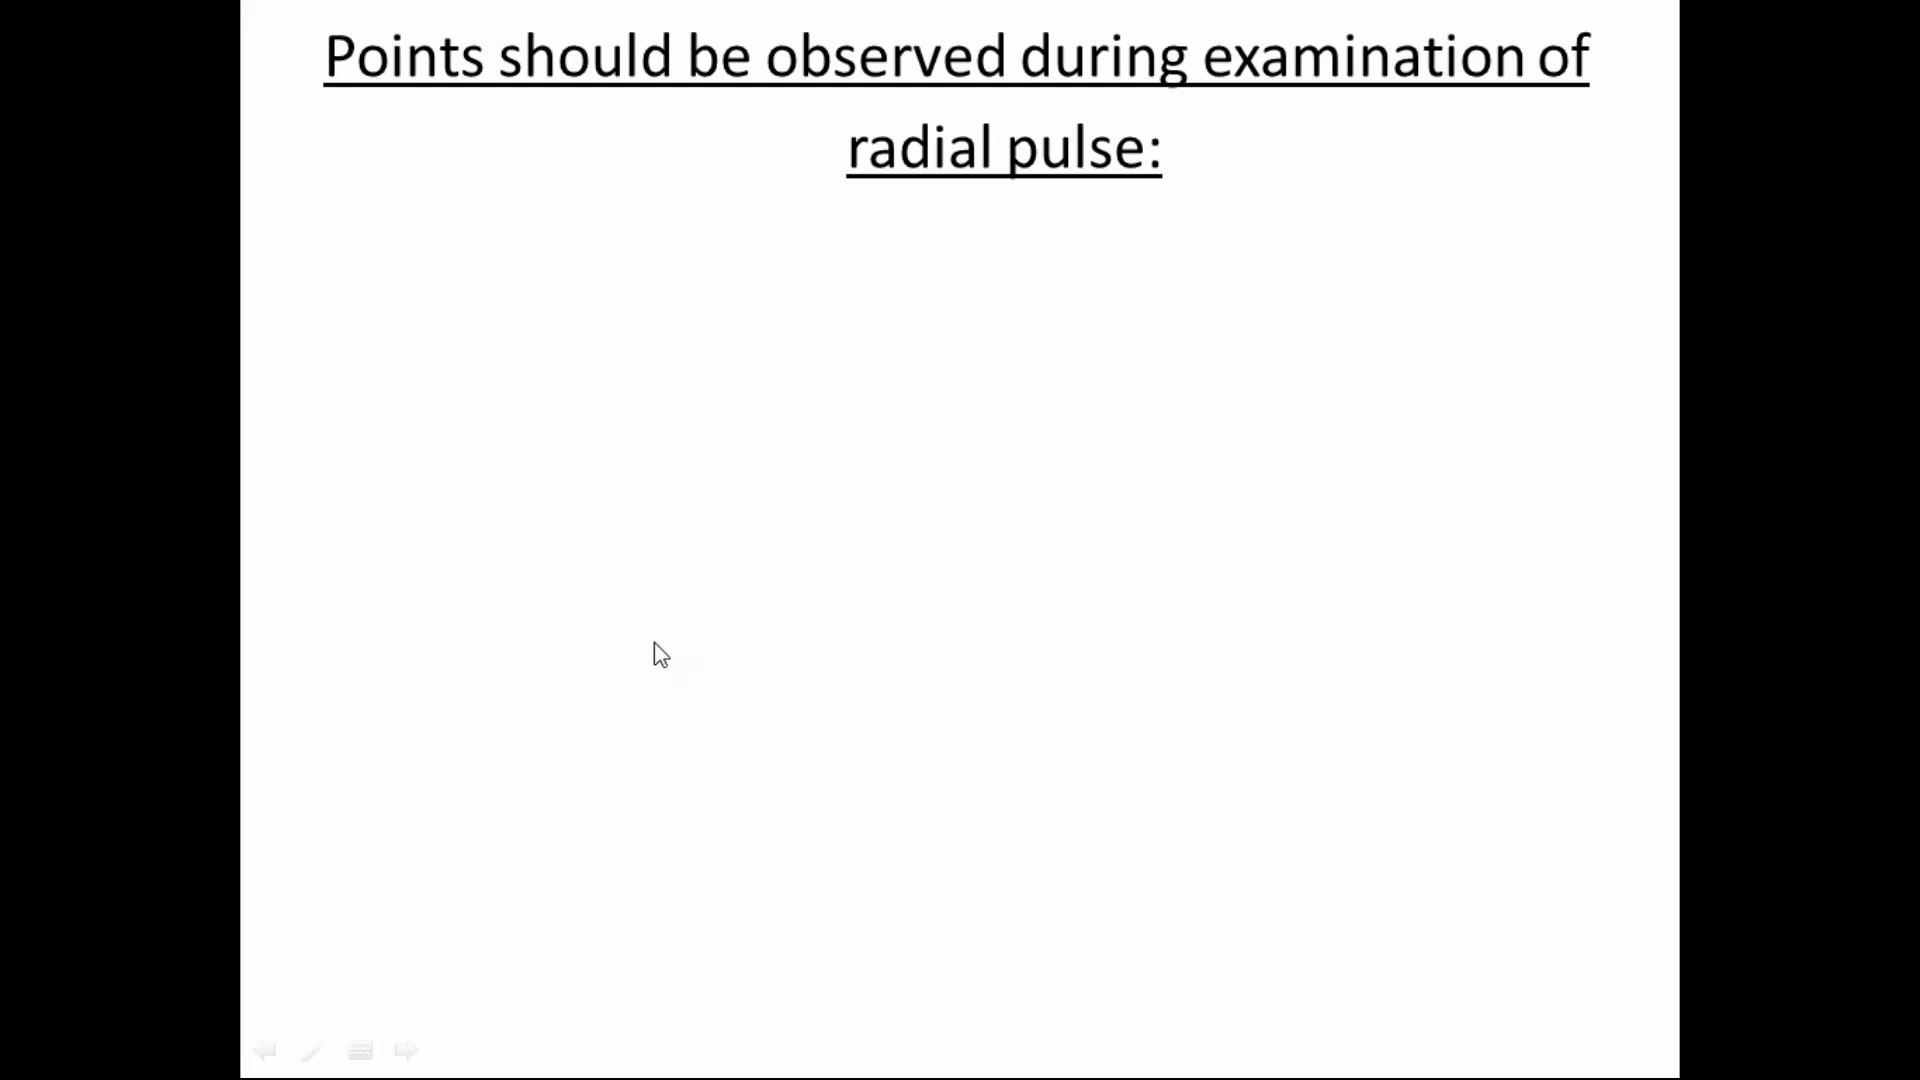 Points should be observed during examination of
radial pulse: